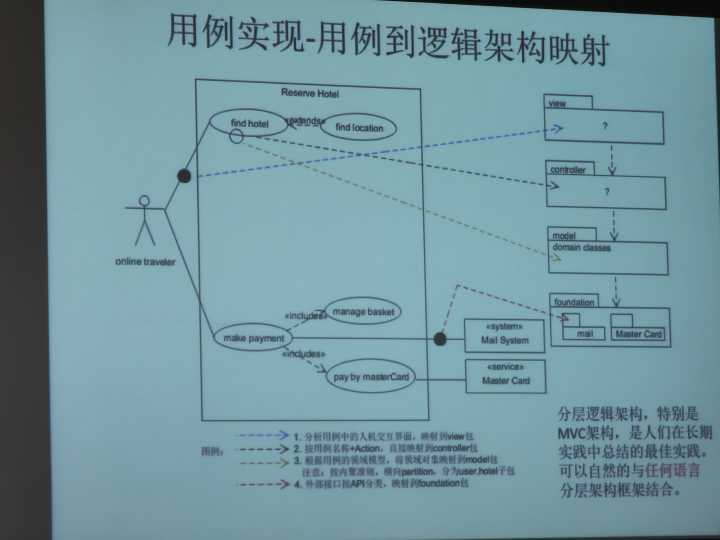 用例实现-用例到逻辑架构映射
Reserve Hotel
find hotel
«extends»
find location
view
?
controller
?
model
domain classes
foundation
mail
Master Card
online traveler
«includes»
manage basket
make payment
«includes»
pay by masterCard
«system»
Mail System
«service»
Master Card
图例：
1. 分析用例中的人机交互界面，映射到view包
2. 按用例名称+Action，直接映射到controller包
3. 根据用例的领域模型，将领域对象映射到model包
注意：按内聚准则，横向partition，分为user,hotel子包
4. 外部接口按API分类，映射到foundation包
分层逻辑架构，特别是
MVC架构，是人们在长期
实践中总结的最佳实践。
可以自然的与任何语言
分层架构框架结合。